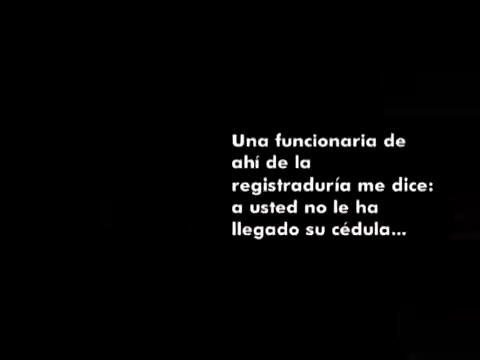 Una funcionaria de
ahí de la
registraduría me dice:
a usted no le ha
llegado su cédula...